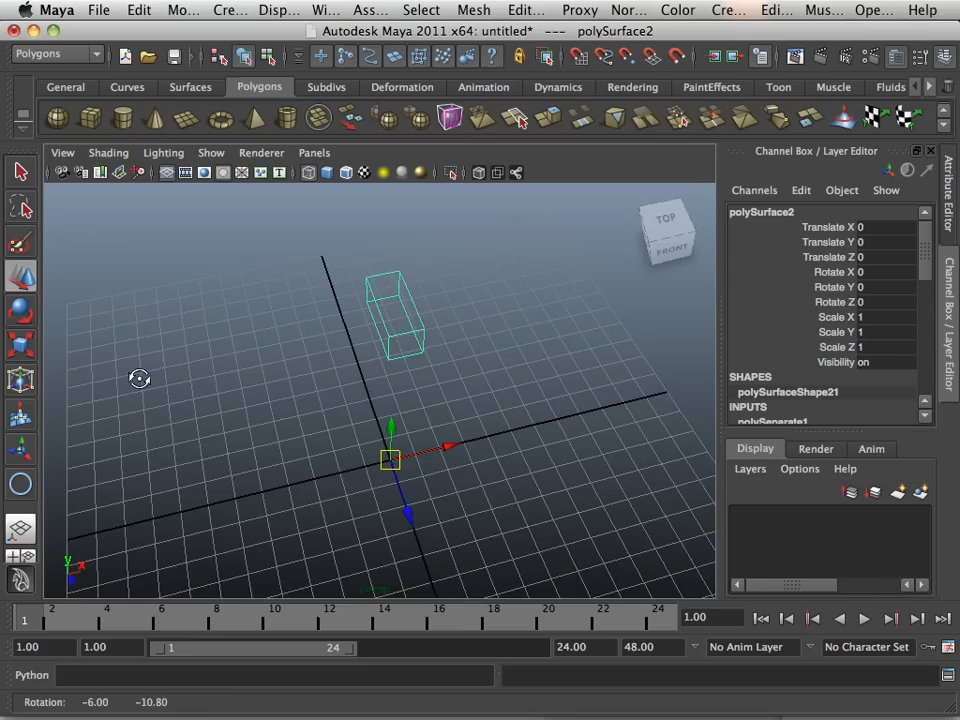 Maya File Edit Mo... Cre... Disp... Wi... Ass... Select Mesh Edit... Proxy Nor... Color Cre... Edi... Mus... Ope... Help
Autodesk Maya 2011 x64: untitled* --- polySurface2
Polygons
General Curves Surfaces Polygons Subdivs Deformation Animation Dynamics Rendering PaintEffects Toon Muscle Fluids
View Shading Lighting Show Renderer Panels
Channel Box / Layer Editor
Channels Edit Object Show
polySurface2
Translate X 0
Translate Y 0
Translate Z 0
Rotate X 0
Rotate Y 0
Rotate Z 0
Scale X 1
Scale Y 1
Scale Z 1
Visibility on
SHAPES
polySurfaceShape21
INPUTS
polySeparate1
Attribute Editor
Channel Box / Layer Editor
TOP
FRONT
Display Render Anim
Layers Options Help
y
x
2 4 6 8 10 12 14 16 18 20 22 24
1
1.00
1.00 1.00 1 24 24.00 48.00 No Anim Layer No Character Set
Python
Rotation: -6.00 -10.80